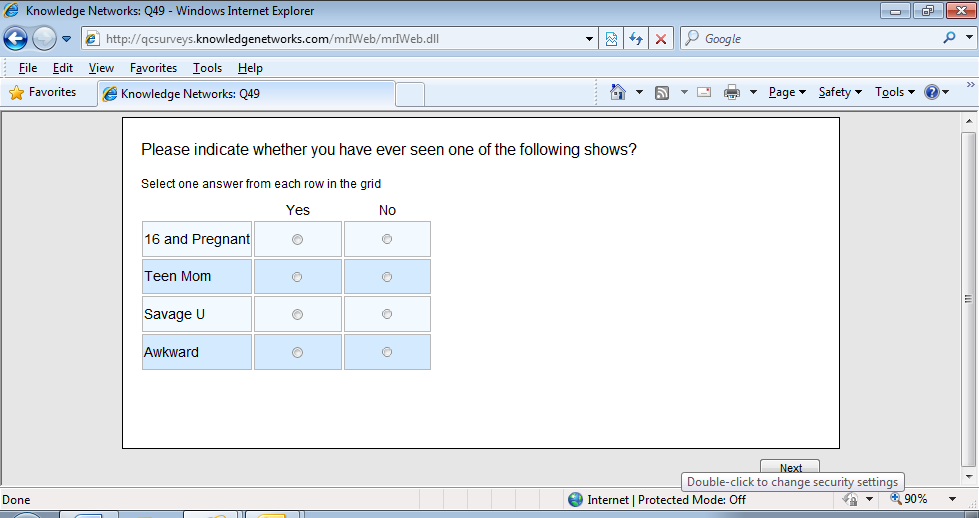 Knowledge Networks: Q49 - Windows Internet Explorer
http://qcsurveys.knowledgenetworks.com/mrIWeb/mrIWeb.dll
Google
File Edit View Favorites Tools Help
Favorites Knowledge Networks: Q49 Page Safety Tools »
Please indicate whether you have ever seen one of the following shows?
Select one answer from each row in the grid
Yes No
16 and Pregnant
Teen Mom
Savage U
Awkward
Next
Double-click to change security settings
Done Internet | Protected Mode: Off 90%